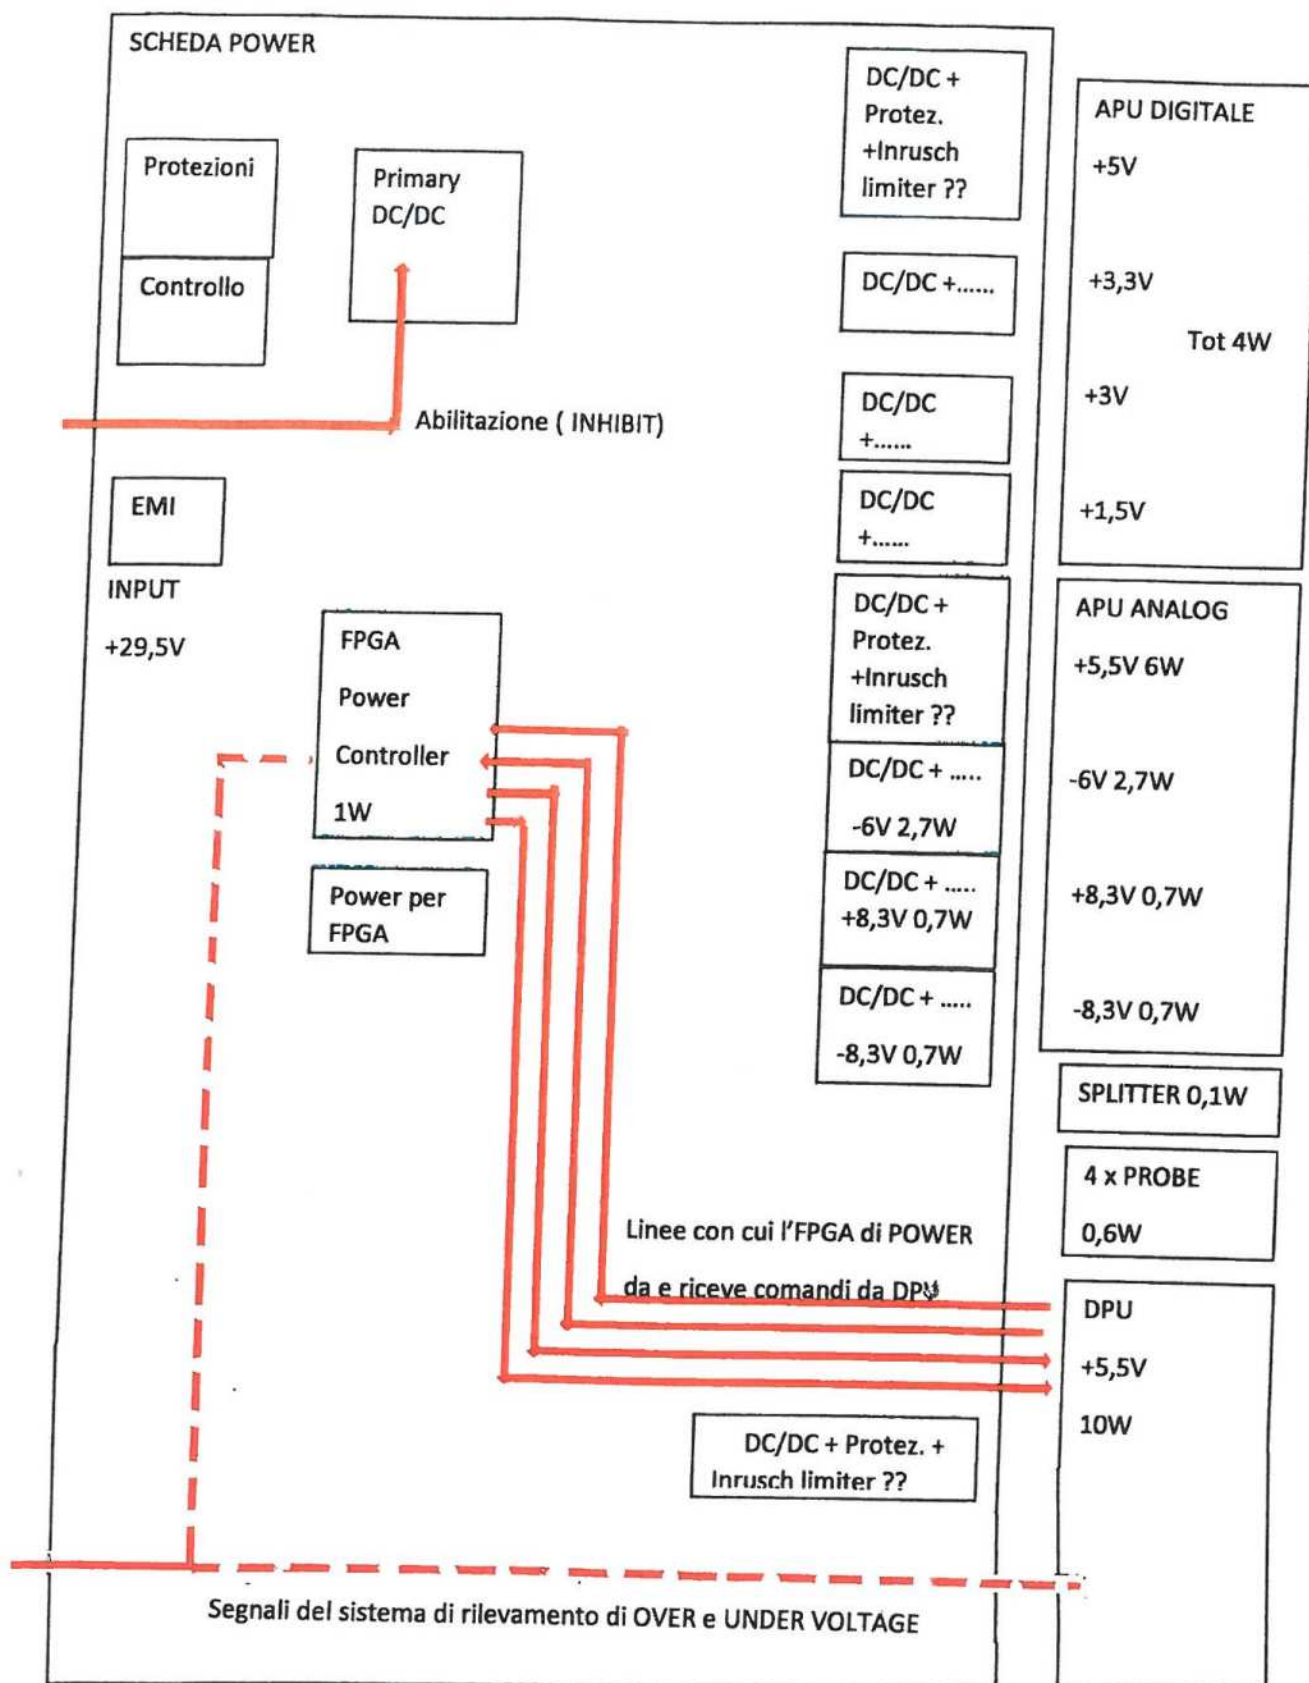 SCHEDA POWER
Protezioni
Controllo
Primary
DC/DC
Abilitazione ( INHIBIT)
EMI
INPUT
+29,5V
FPGA
Power
Controller
1W
Power per
FPGA
DC/DC +
Protez.
+Inrusch
limiter ??
DC/DC +......
DC/DC
+......
DC/DC
+......
DC/DC +
Protez.
+Inrusch
limiter ??
DC/DC + .....
-6V 2,7W
DC/DC + .....
+8,3V 0,7W
DC/DC + .....
-8,3V 0,7W
Linee con cui l'FPGA di POWER
da e riceve comandi da DPU
DC/DC + Protez. +
Inrusch limiter ??
Segnali del sistema di rilevamento di OVER e UNDER VOLTAGE
APU DIGITALE
+5V
+3,3V
Tot 4W
+3V
+1,5V
APU ANALOG
+5,5V 6W
-6V 2,7W
+8,3V 0,7W
-8,3V 0,7W
SPLITTER 0,1W
4 x PROBE
0,6W
DPU
+5,5V
10W